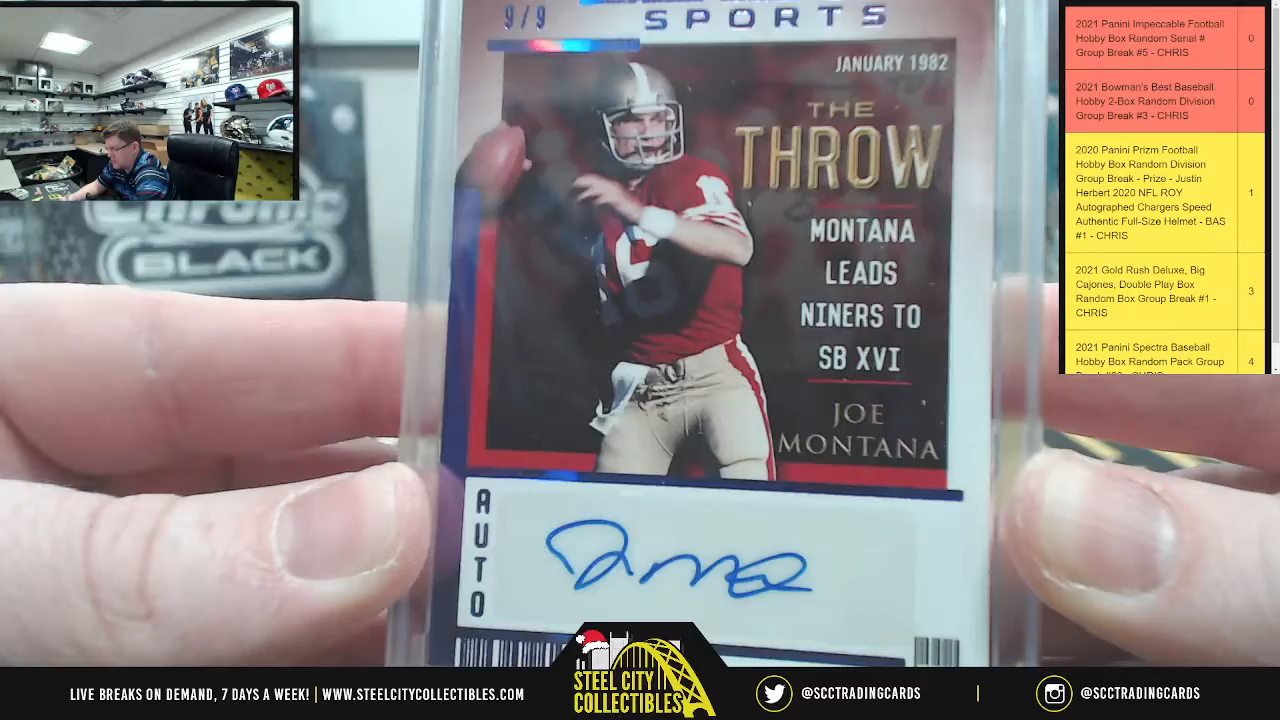 9/9
SPORTS
JANUARY 1982
THE
THROW
MONTANA
LEADS
NINERS TO
SB XVI
JOE
MONTANA
16
AUTO
BLACK
2021 Panini Impeccable Football
Hobby Box Random Serial #
Group Break #5 - CHRIS
0
2021 Bowman's Best Baseball
Hobby 2-Box Random Division
Group Break #3 - CHRIS
0
2020 Panini Prizm Football
Hobby Box Random Division
Group Break - Prize - Justin
Herbert 2020 NFL ROY
Autographed Chargers Speed
Authentic Full-Size Helmet - BAS
#1 - CHRIS
1
2021 Gold Rush Deluxe, Big
Cajones, Double Play Box
Random Box Group Break #1 -
CHRIS
3
2021 Panini Spectra Baseball
Hobby Box Random Pack Group
4
LIVE BREAKS ON DEMAND, 7 DAYS A WEEK! | WWW.STEELCITYCOLLECTIBLES.COM
STEEL CITY
COLLECTIBLES
@SCCTRADINGCARDS
@SCCTRADINGCARDS